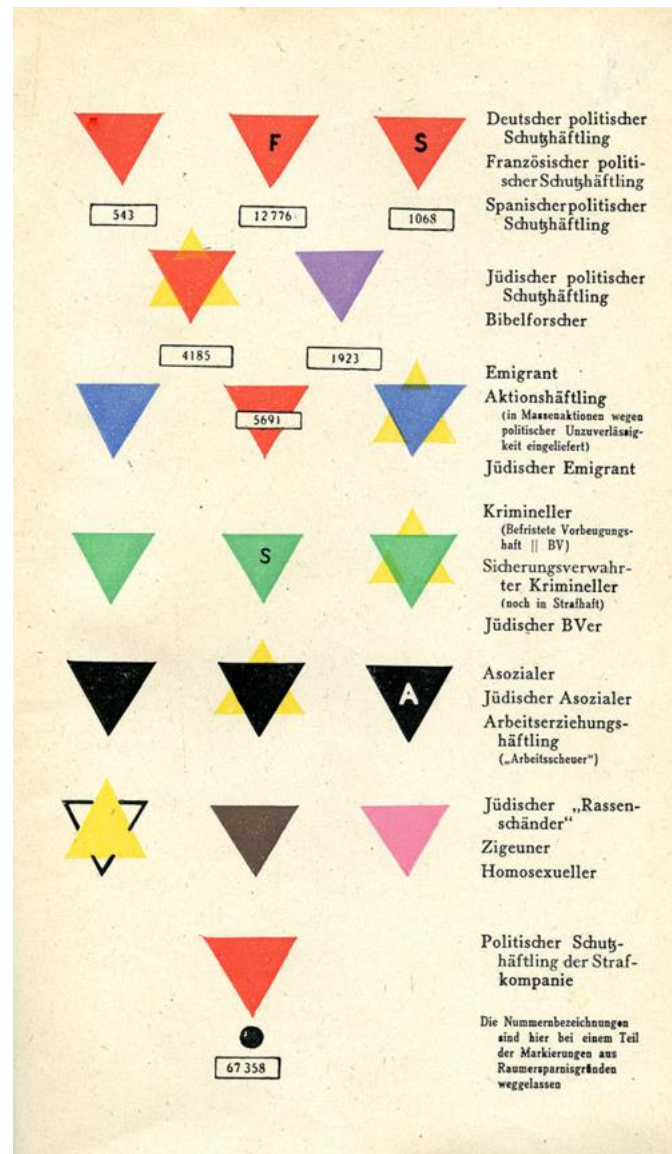 F
S
543
12776
1068
Deutscher politischer
Schutzhäftling
Französischer politi-
scher Schutzhäftling
Spanischer politischer
Schutzhäftling
4185
1923
Jüdischer politischer
Schutzhäftling
Bibelforscher
5691
Emigrant
Aktionshäftling
(in Massenaktionen wegen
politischer Unzuverlässig-
keit eingeliefert)
Jüdischer Emigrant
S
Krimineller
(Befristete Vorbeugungs-
haft || BV)
Sicherungsverwahr-
ter Krimineller
(noch in Strafhaft)
Jüdischer BVer
A
Asozialer
Jüdischer Asozialer
Arbeitserziehungs-
häftling
(„Arbeitsscheuer“)
Jüdischer „Rassen-
schänder“
Zigeuner
Homosexueller
67358
Politischer Schutz-
häftling der Straf-
kompanie
Die Nummernbezeichnungen
sind hier bei einem Teil
der Markierungen aus
Raumersparnisgründen
weggelassen